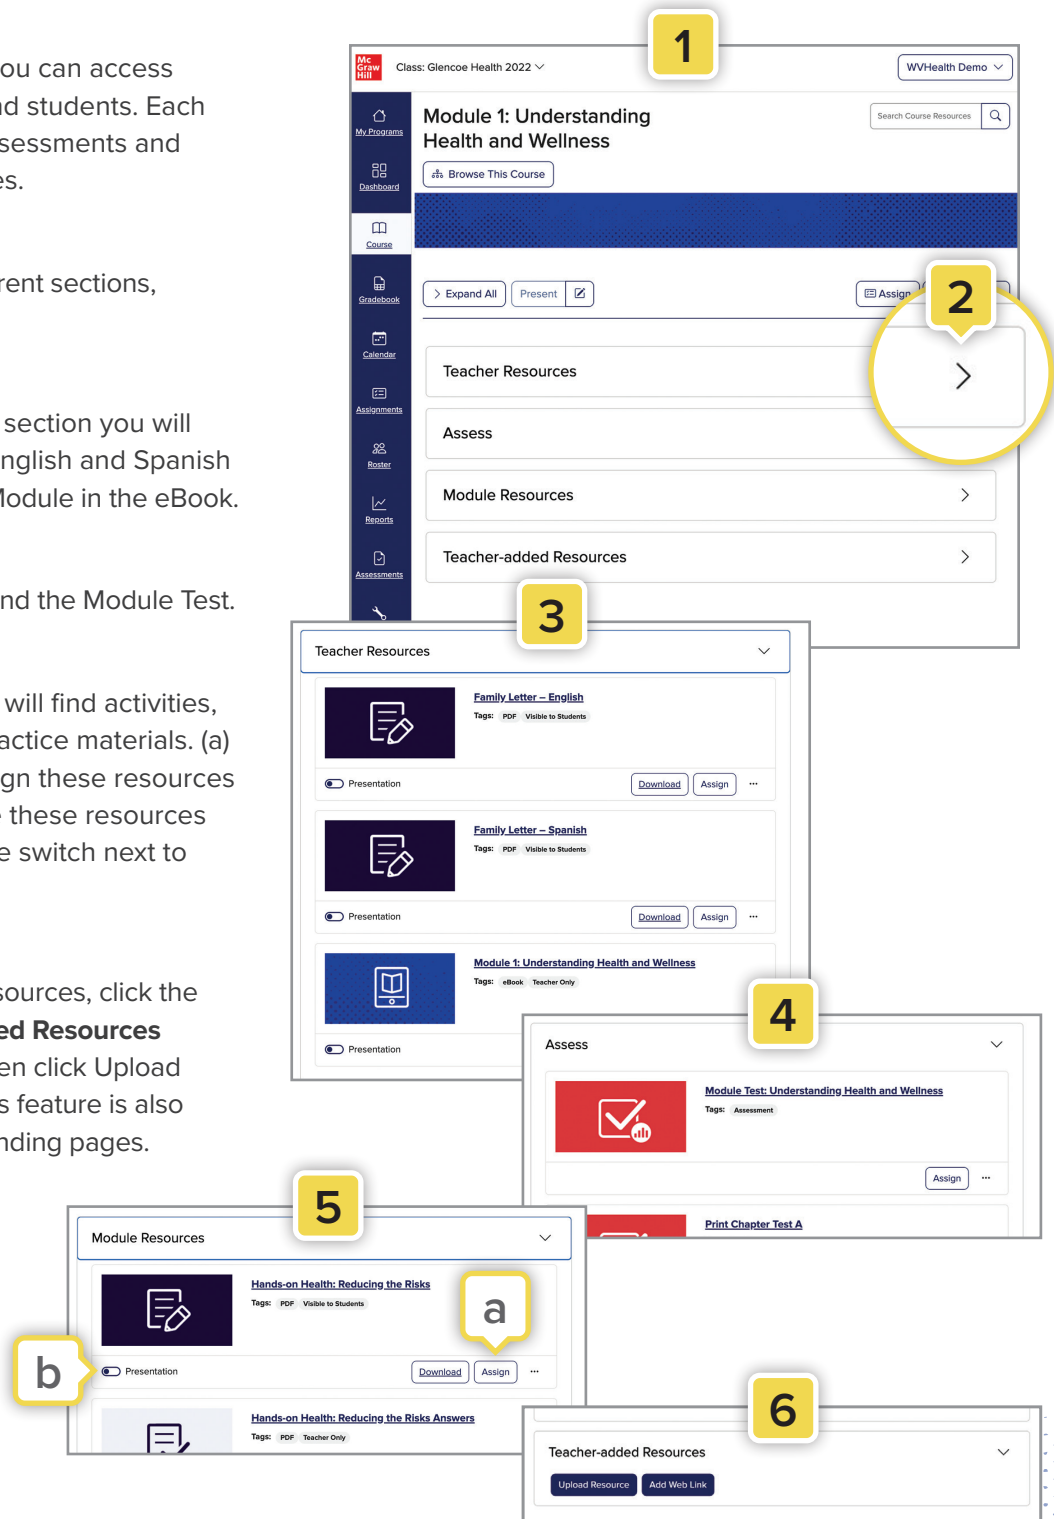 ou can access
nd students. Each
sessments and
es.
rent sections,
section you will
nglish and Spanish
Module in the eBook.
nd the Module Test.
will find activities,
actice materials. (a)
ign these resources
e these resources
e switch next to
sources, click the
ed Resources
en click Upload
s feature is also
nding pages.
1
Mc
Graw
Hill
Class: Glencoe Health 2022
WVHealth Demo
My Programs
Dashboard
Course
Gradebook
Calendar
Assignments
Roster
Reports
Assessments
Module 1: Understanding
Health and Wellness
Search Course Resources
Browse This Course
Expand All
Present
Assign
2
Teacher Resources
Assess
Module Resources
Teacher-added Resources
3
Teacher Resources
Family Letter – English
Tags: PDF Visible to Students
Presentation
Download
Assign
Family Letter – Spanish
Tags: PDF Visible to Students
Presentation
Download
Assign
Module 1: Understanding Health and Wellness
Tags: eBook Teacher Only
Presentation
4
Assess
Module Test: Understanding Health and Wellness
Tags: Assessment
Assign
Print Chapter Test A
5
Module Resources
Hands-on Health: Reducing the Risks
Tags: PDF Visible to Students
a
b
Presentation
Download
Assign
Hands-on Health: Reducing the Risks Answers
Tags: PDF Teacher Only
6
Teacher-added Resources
Upload Resource
Add Web Link